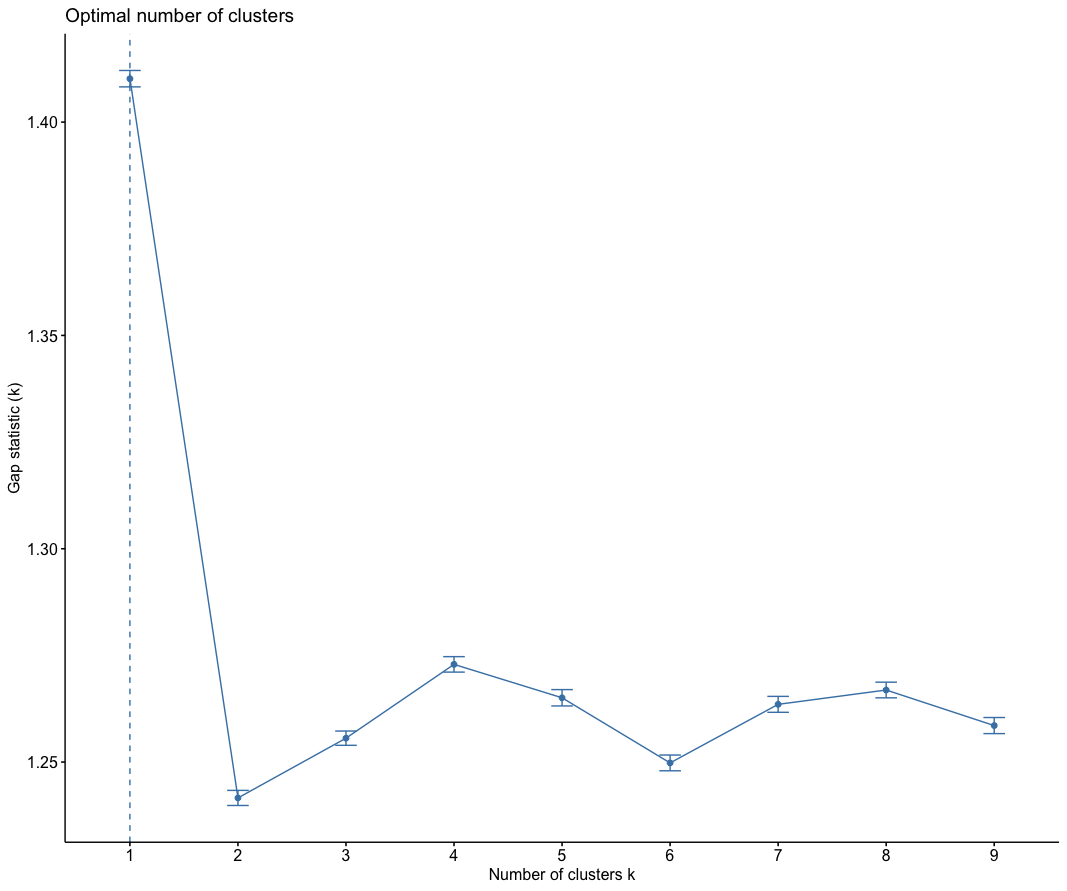 Optimal number of clusters
1.40
1.35
1.30
1.25
Gap statistic (k)
1 2 3 4 5 6 7 8 9
Number of clusters k